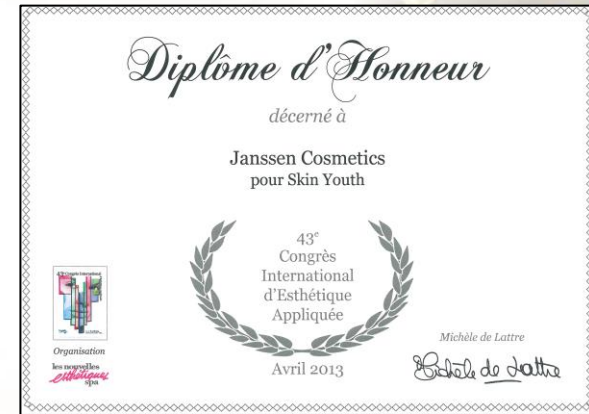 Diplôme d'Honneur
décerné à
Janssen Cosmetics
pour Skin Youth
43e
Congrès
International
d'Esthétique
Appliquée
Avril 2013
Organisation
les nouvelles
esthétiques
spa
Michèle de Lattre
Michèle de Lattre